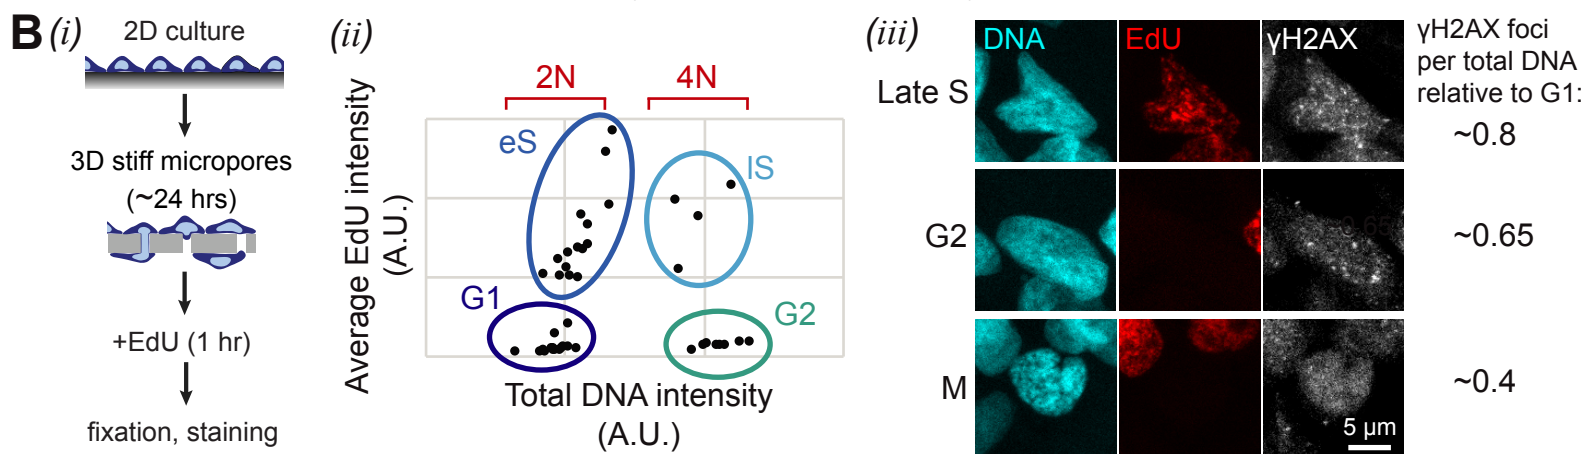 B (i)
2D culture
3D stiff micropores
(~24 hrs)
+EdU (1 hr)
fixation, staining
(ii)
2N
4N
eS
lS
G1
G2
Average EdU intensity
(A.U.)
Total DNA intensity
(A.U.)
(iii)
DNA
EdU
γH2AX
γH2AX foci
per total DNA
relative to G1:
Late S
~0.8
G2
0.65
~0.65
M
~0.4
5 μm